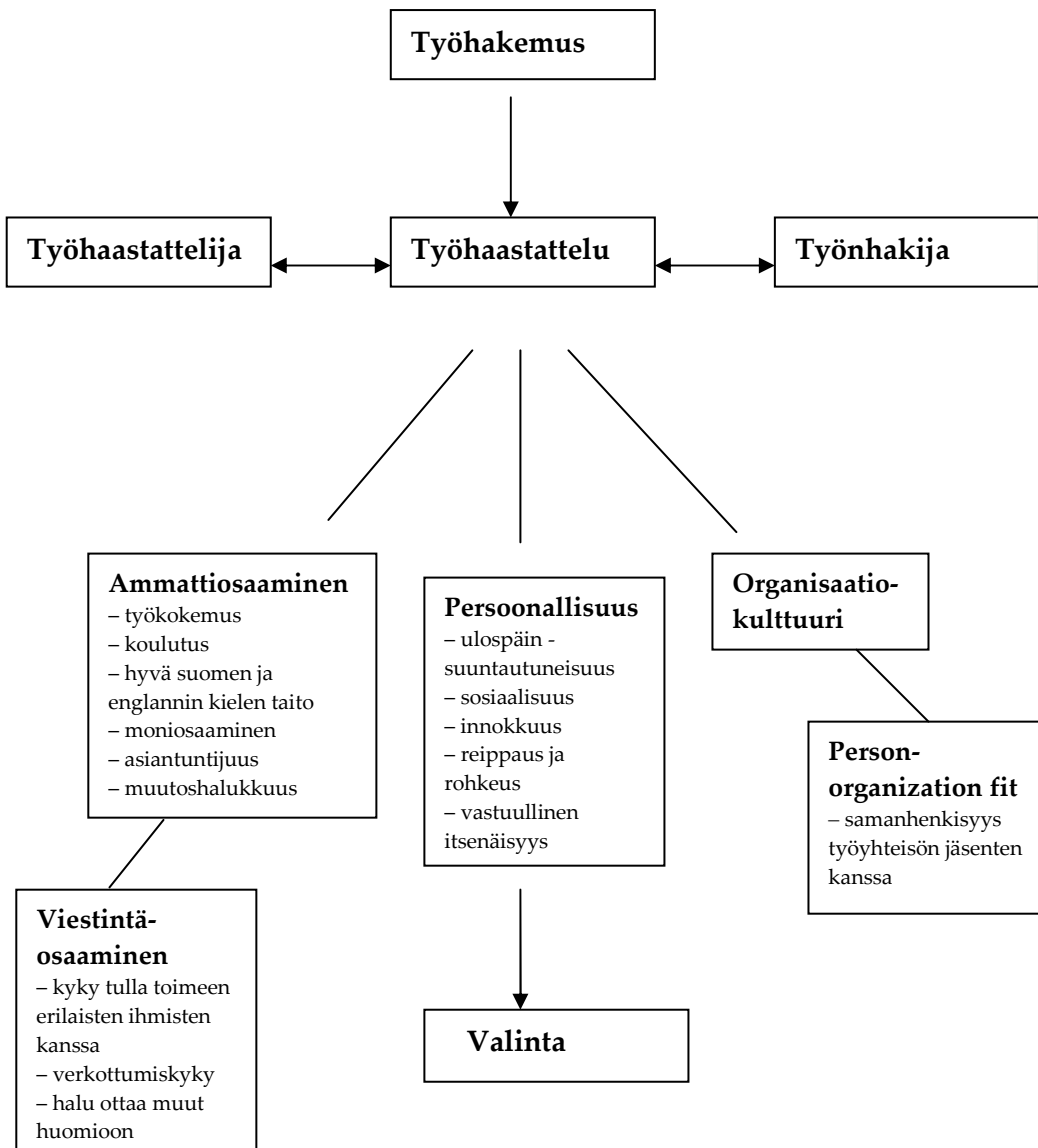 Työhakemus
Työhaastattelija
Työhaastattelu
Työnhakija
Ammattiosaaminen
– työkokemus
– koulutus
– hyvä suomen ja
englannin kielen taito
– moniosaaminen
– asiantuntijuus
– muutoshalukkuus
Persoonallisuus
– ulospäin -
suuntautuneisuus
– sosiaalisuus
– innokkuus
– reippaus ja
rohkeus
– vastuullinen
itsenäisyys
Organisaatio-
kulttuuri
Person-
organization fit
– samanhenkisyys
työyhteisön jäsenten
kanssa
Viestintä-
osaaminen
– kyky tulla toimeen
erilaisten ihmisten
kanssa
– verkottumiskyky
– halu ottaa muut
huomioon
Valinta